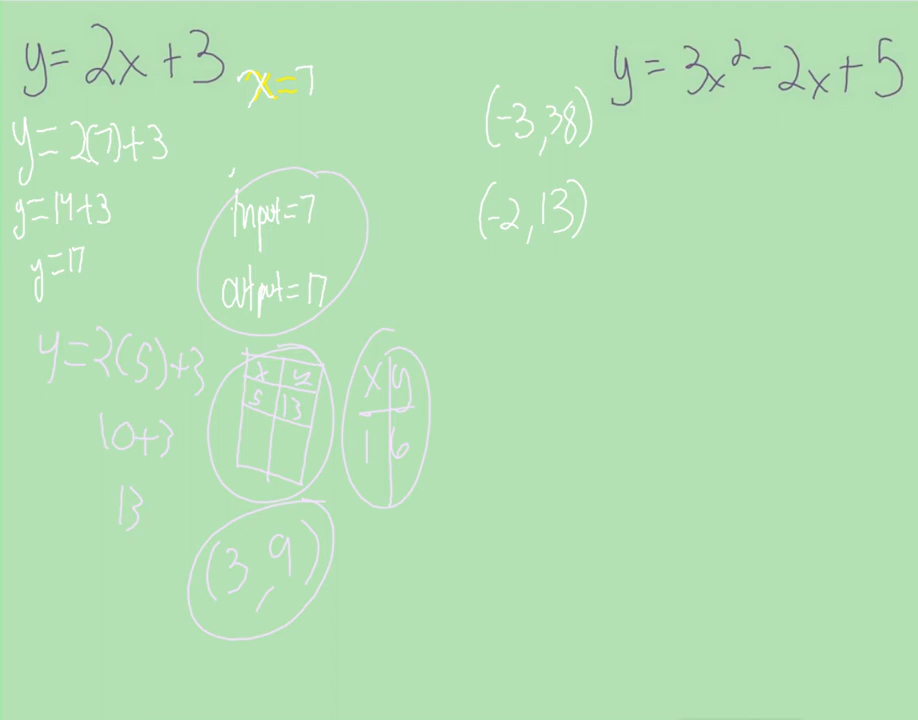 y = 2x + 3
x = 7
y = 2(7) + 3
y = 14 + 3
y = 17
input = 7
output = 17
y = 2(5) + 3
10 + 3
13
x y
5 13
x y
1 6
(3, 9)
y = 3x² - 2x + 5
(-3, 38)
(-2, 13)